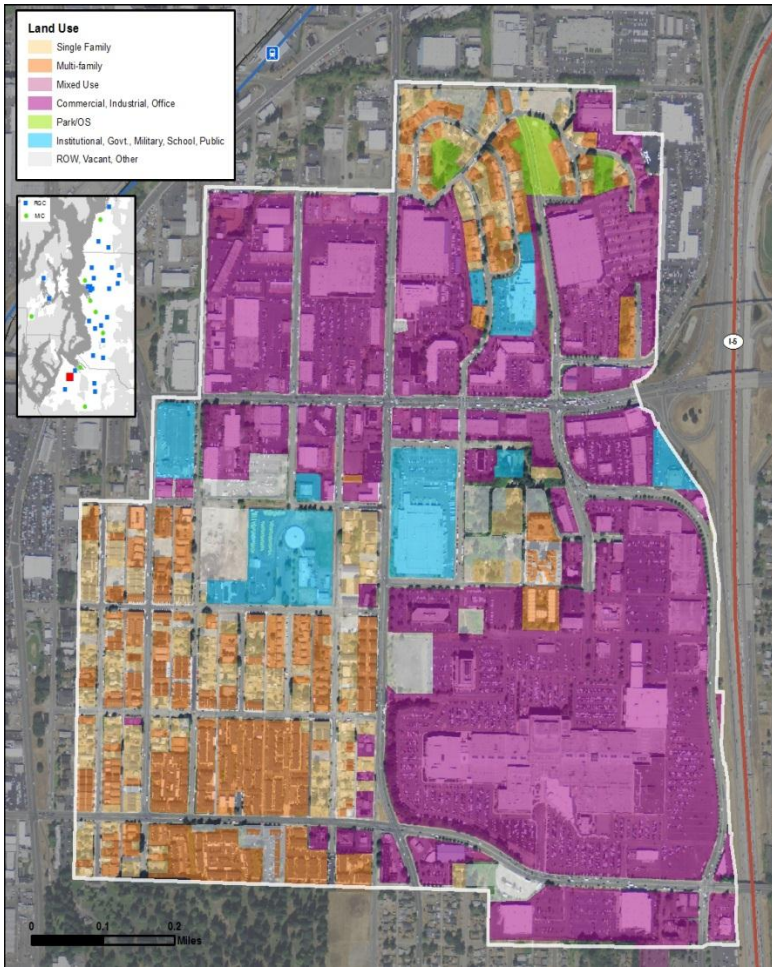 Land Use
Single Family
Multi-family
Mixed Use
Commercial, Industrial, Office
Park/OS
Institutional, Govt., Military, School, Public
ROW, Vacant, Other
RGC
MIC
I-5
0 0.1 0.2
Miles